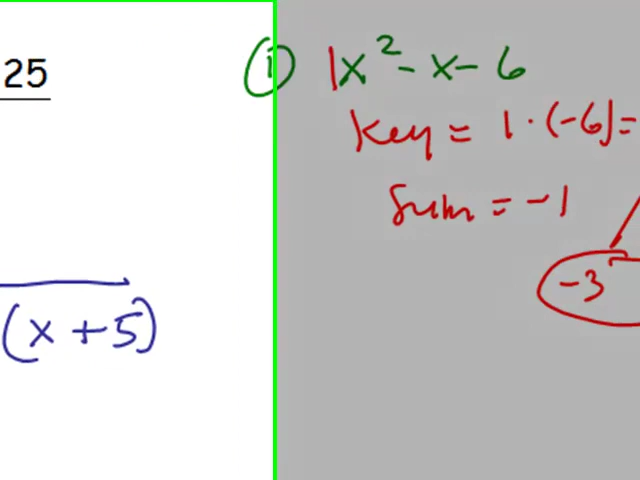 25
(x + 5)
① 1x² - x - 6
Key = 1 · (-6) =
Sum = -1
-3